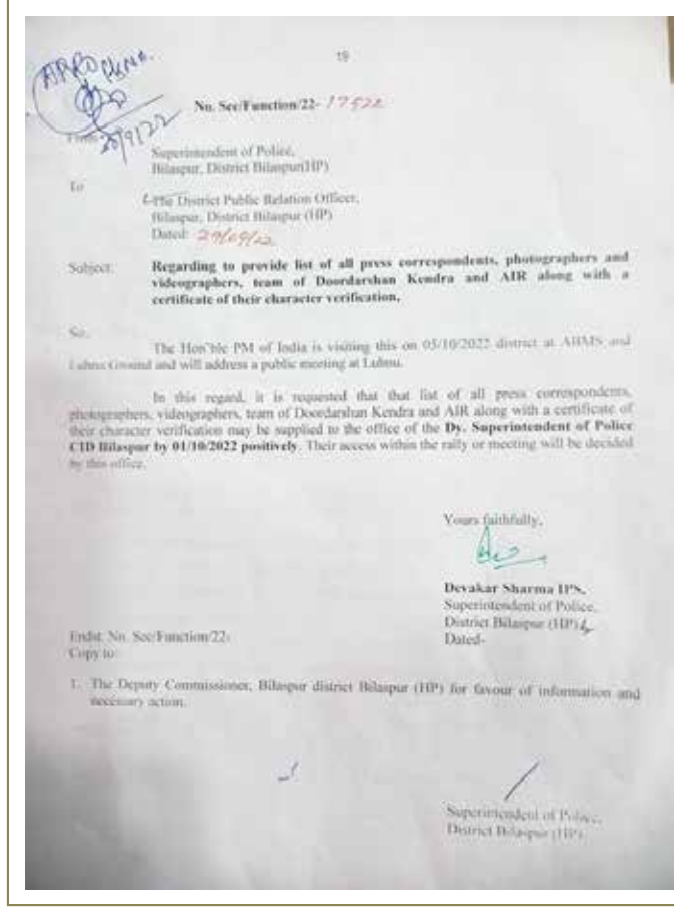 19
No. Sec/Function/22- 17522
From
29/9/22
Superintendent of Police,
Bilaspur, District Bilaspur(HP)
To
The District Public Relation Officer,
Bilaspur, District Bilaspur (HP)
Dated: 29/09/22
Subject: Regarding to provide list of all press correspondents, photographers and
videographers, team of Doordarshan Kendra and AIR along with a
certificate of their character verification.
The Hon'ble PM of India is visiting this on 05/10/2022 district at AIIMS and
Luhnu Ground and will address a public meeting at Luhnu.
In this regard, it is requested that that list of all press correspondents,
photographers, videographers, team of Doordarshan Kendra and AIR along with a certificate of
their character verification may be supplied to the office of the Dy. Superintendent of Police
CID Bilaspur by 01/10/2022 positively. Their access within the rally or meeting will be decided
by this office.
Yours faithfully,
Devakar Sharma IPS,
Superintendent of Police,
District Bilaspur (HP)
Dated-
Endst. No. Sec/Function/22-
Copy to:
1. The Deputy Commissioner, Bilaspur district Bilaspur (HP) for favour of information and
necessary action.
Superintendent of Police,
District Bilaspur (HP).